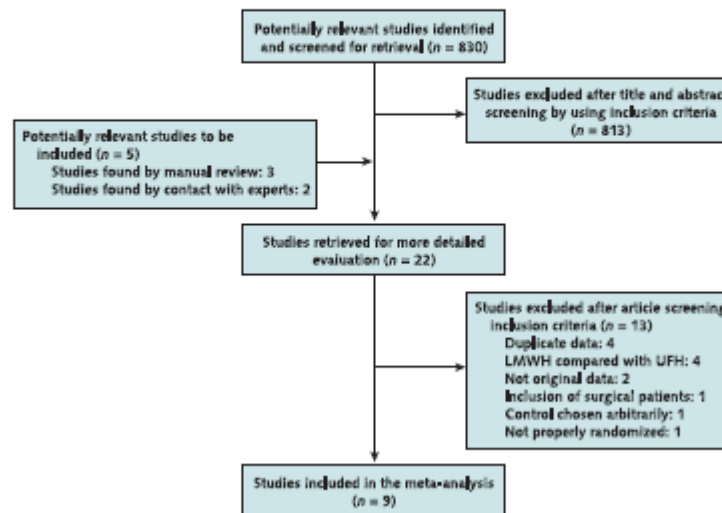 Potentially relevant studies identified
and screened for retrieval (n = 830)
Studies excluded after title and abstrac
screening by using inclusion criteria
(n = 813)
Potentially relevant studies to be
included (n = 5)
Studies found by manual review: 3
Studies found by contact with experts: 2
Studies retrieved for more detailed
evaluation (n = 22)
Studies excluded after article screening
inclusion criteria (n = 13)
Duplicate data: 4
LMWH compared with UFH: 4
Not original data: 2
Inclusion of surgical patients: 1
Control chosen arbitrarily: 1
Not properly randomized: 1
Studies included in the meta-analysis
(n = 9)